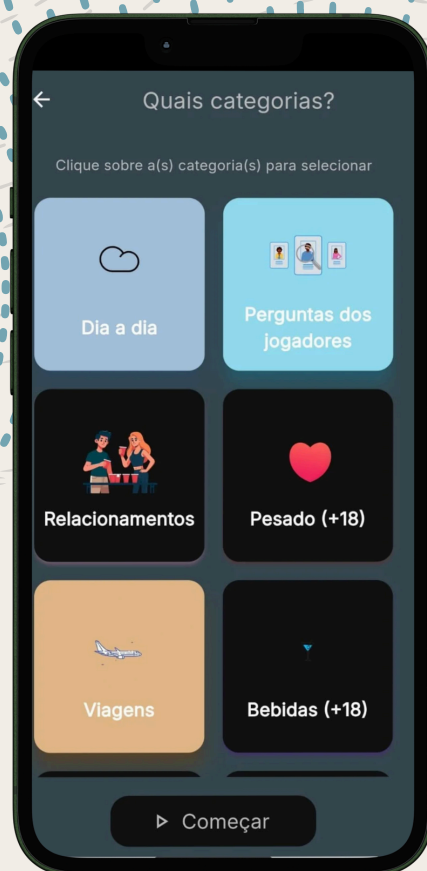 Quais categorias?
Clique sobre a(s) categoria(s) para selecionar
Dia a dia
Perguntas dos
jogadores
Relacionamentos
Pesado (+18)
Viagens
Bebidas (+18)
Começar